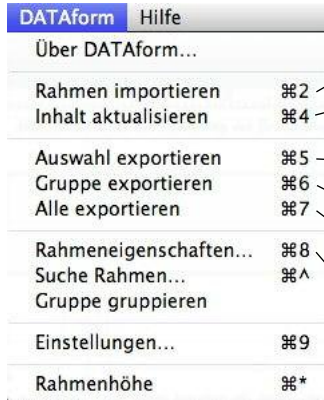 DATAform Hilfe
Über DATAform...
Rahmen importieren ⌘2
Inhalt aktualisieren ⌘4
Auswahl exportieren ⌘5
Gruppe exportieren ⌘6
Alle exportieren ⌘7
Rahmeneigenschaften... ⌘8
Suche Rahmen... ⌘^
Gruppe gruppieren
Einstellungen... ⌘9
Rahmenhöhe ⌘*